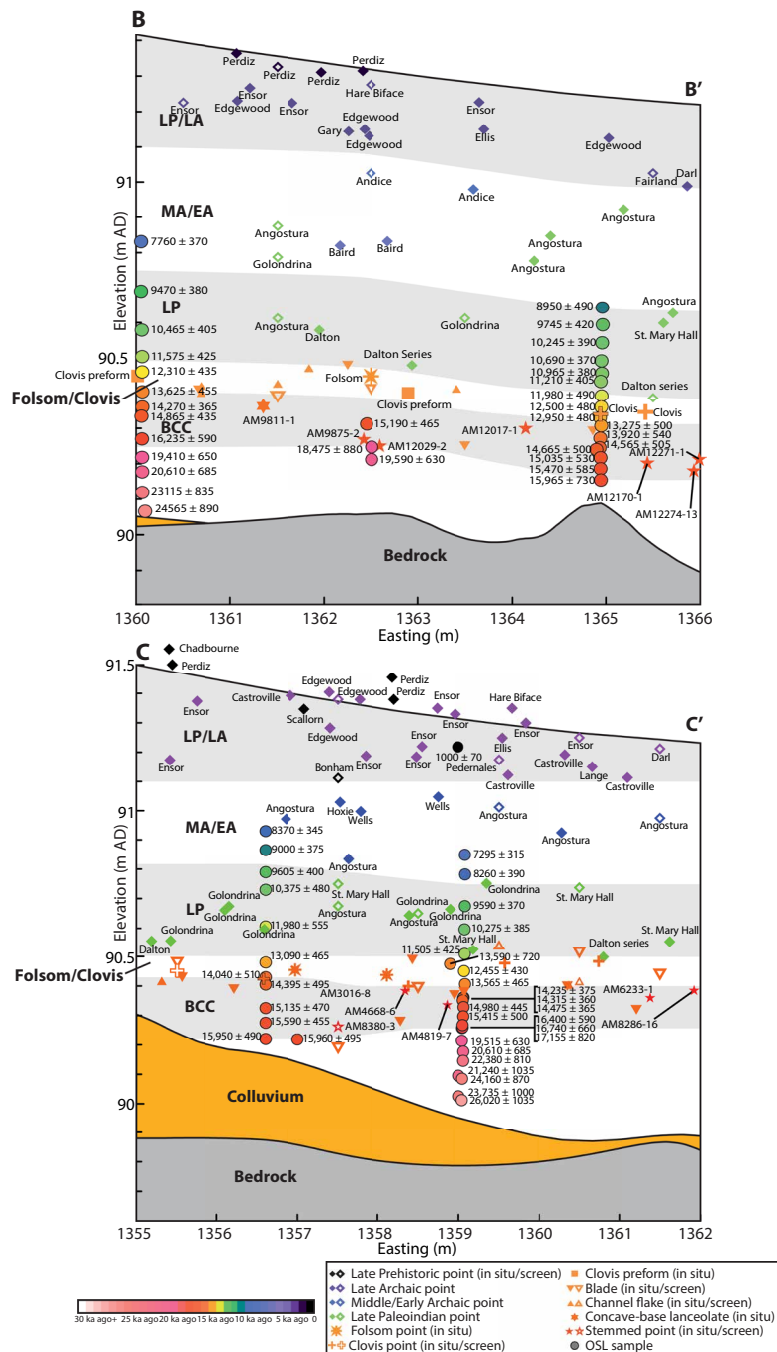 B
B'
Perdiz
Perdiz
Perdiz
Perdiz
Hare Biface
Ensor
Ensor
Edgewood
Ensor
LP/LA
Gary
Edgewood
Edgewood
Ensor
Ellis
Edgewood
Fairland
Darl
91
Andice
Andice
MA/EA
Angostura
Angostura
Angostura
Angostura
Golondrina
Baird
Baird
7760 ± 370
9470 ± 380
LP
10,465 ± 405
Angostura
Dalton
Golondrina
8950 ± 490
9745 ± 420
10,245 ± 390
10,690 ± 370
10,965 ± 380
11,210 ± 405
Angostura
St. Mary Hall
90.5
11,575 ± 425
12,310 ± 435
Clovis preform
Folsom/Clovis
13,625 ± 455
14,270 ± 365
14,865 ± 435
Folsom
Dalton Series
Clovis preform
11,980 ± 490
12,500 ± 480
12,950 ± 480
Dalton series
Clovis
Clovis
BCC
AM9811-1
15,190 ± 465
AM9875-2
AM12029-2
18,475 ± 880
19,590 ± 630
AM12017-1
13,275 ± 500
13,920 ± 540
14,565 ± 505
14,665 ± 500
15,035 ± 530
15,470 ± 585
15,965 ± 730
AM12271-1
AM12170-1
AM12274-13
16,235 ± 590
19,410 ± 650
20,610 ± 685
23115 ± 835
24565 ± 890
90
Bedrock
Elevation (m AD)
1360
1361
1362
1363
1364
1365
1366
Easting (m)
C
C'
Chadbourne
Perdiz
91.5
Ensor
Castroville
Edgewood
Edgewood
Perdiz
Perdiz
Scallorn
Edgewood
Ensor
Ensor
Hare Biface
Ensor
LP/LA
Ensor
Bonham
Ensor
Ensor
Ensor
1000 ± 70
Ellis
Pedernales
Castroville
Ensor
Castroville
Lange
Castroville
Darl
91
MA/EA
Angostura
Hoxie
Wells
Wells
Angostura
Angostura
Angostura
Angostura
8370 ± 345
9000 ± 375
9605 ± 400
10,375 ± 480
7295 ± 315
8260 ± 390
9590 ± 370
10,275 ± 385
LP
Dalton
Golondrina
Golondrina
Golondrina
Golondrina
St. Mary Hall
Angostura
Golondrina
Angostura
Golondrina
Golondrina
St. Mary Hall
St. Mary Hall
Dalton series
St. Mary Hall
11,980 ± 555
11,505 ± 425
90.5
Folsom/Clovis
13,090 ± 465
14,040 ± 510
14,395 ± 495
13,590 ± 720
12,455 ± 430
13,565 ± 465
BCC
15,135 ± 470
15,590 ± 455
15,950 ± 490
15,960 ± 495
AM3016-8
AM4668-6
AM8380-3
AM4819-7
14,980 ± 445
15,415 ± 500
14,235 ± 375
14,315 ± 360
14,475 ± 365
16,400 ± 590
16,740 ± 660
17,155 ± 820
AM6233-1
AM8286-16
19,515 ± 630
20,610 ± 685
22,380 ± 810
21,240 ± 1035
24,160 ± 870
23,735 ± 1000
26,020 ± 1035
90
Colluvium
Bedrock
Elevation (m AD)
1355
1356
1357
1358
1359
1360
1361
1362
Easting (m)
30 ka ago+ 25 ka ago 20 ka ago 15 ka ago 10 ka ago 5 ka ago 0
Late Prehistoric point (in situ/screen)
Late Archaic point
Middle/Early Archaic point
Late Paleoindian point
Folsom point (in situ)
Clovis point (in situ/screen)
Clovis preform (in situ)
Blade (in situ/screen)
Channel flake (in situ/screen)
Concave-base lanceolate (in situ)
Stemmed point (in situ/screen)
OSL sample